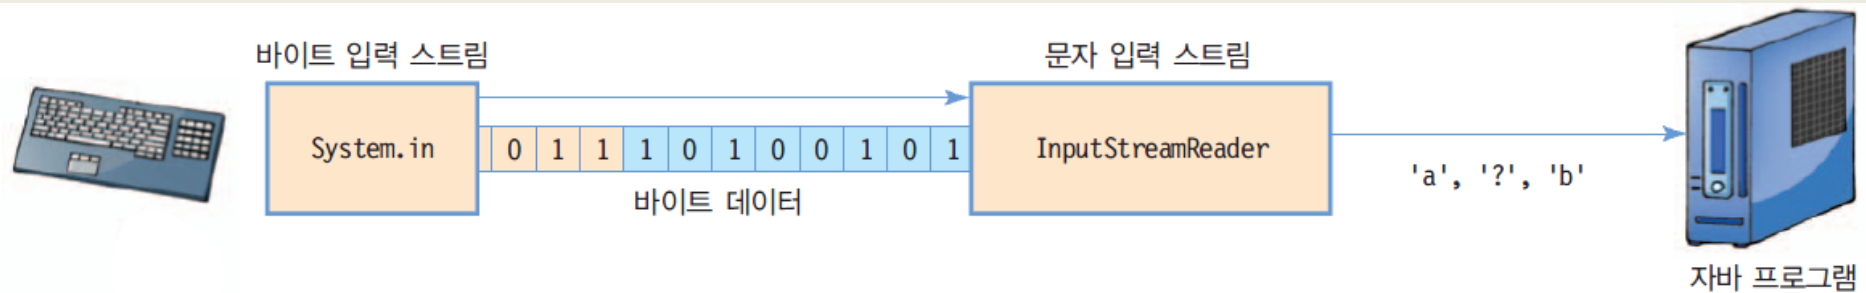 바이트 입력 스트림
문자 입력 스트림
System.in
0 1 1 1 0 1 0 0 1 0 1
InputStreamReader
'a', '?', 'b'
바이트 데이터
자바 프로그램